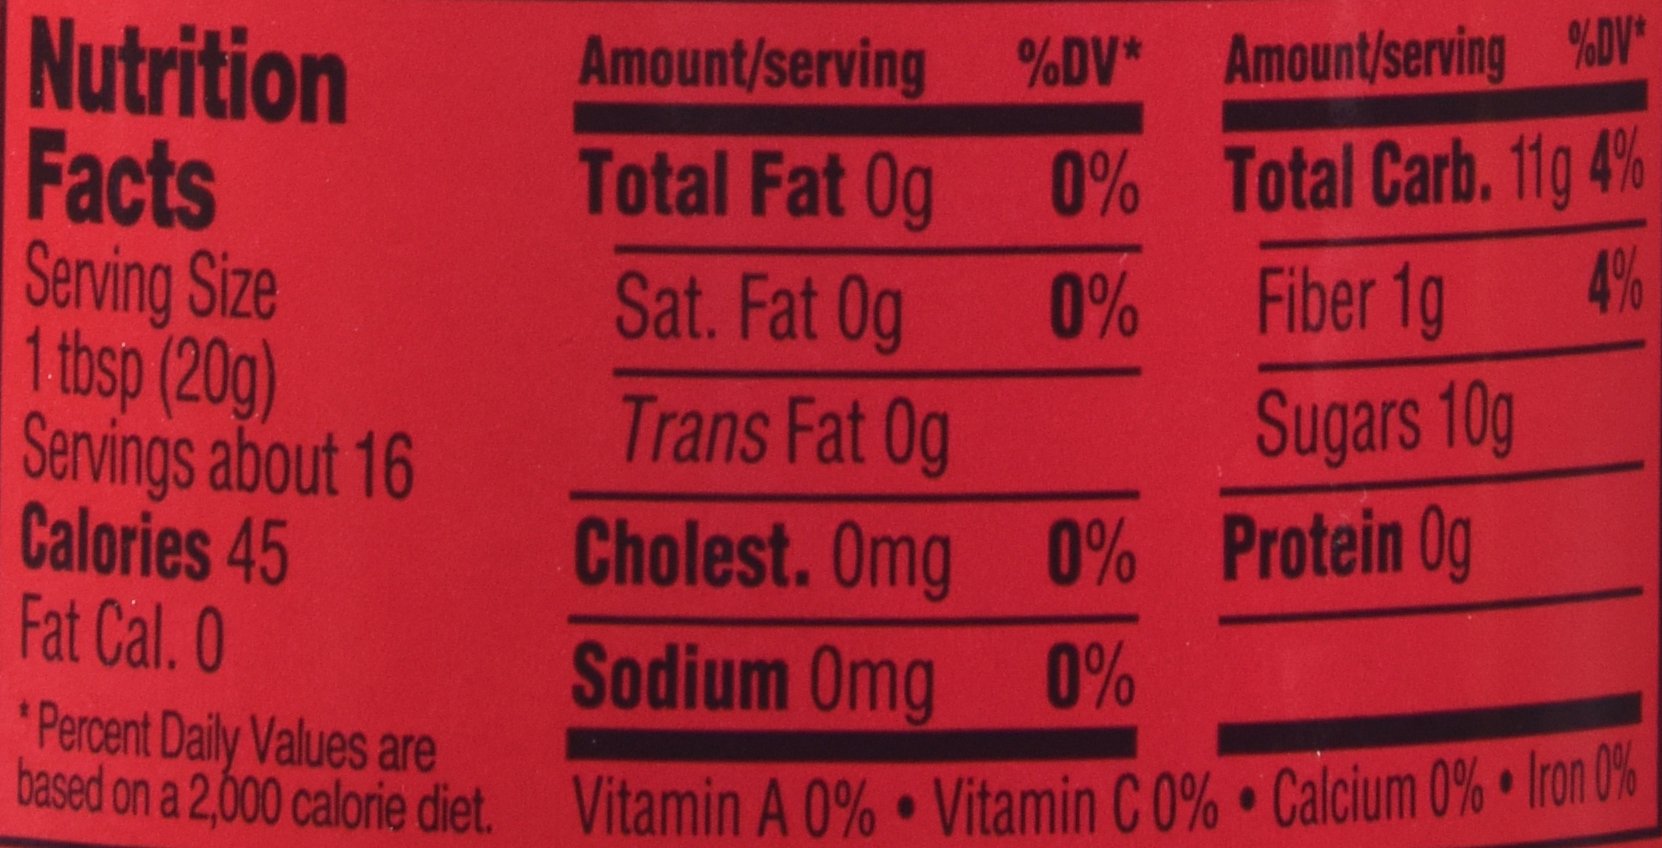 Nutrition
Facts
Serving Size
1 tbsp (20g)
Servings about 16
Calories 45
Fat Cal. 0
* Percent Daily Values are
based on a 2,000 calorie diet.
Amount/serving %DV*
Total Fat 0g 0%
Sat. Fat 0g 0%
Trans Fat 0g
Cholest. 0mg 0%
Sodium 0mg 0%
Amount/serving %DV*
Total Carb. 11g 4%
Fiber 1g 4%
Sugars 10g
Protein 0g
Vitamin A 0% • Vitamin C 0% • Calcium 0% • Iron 0%